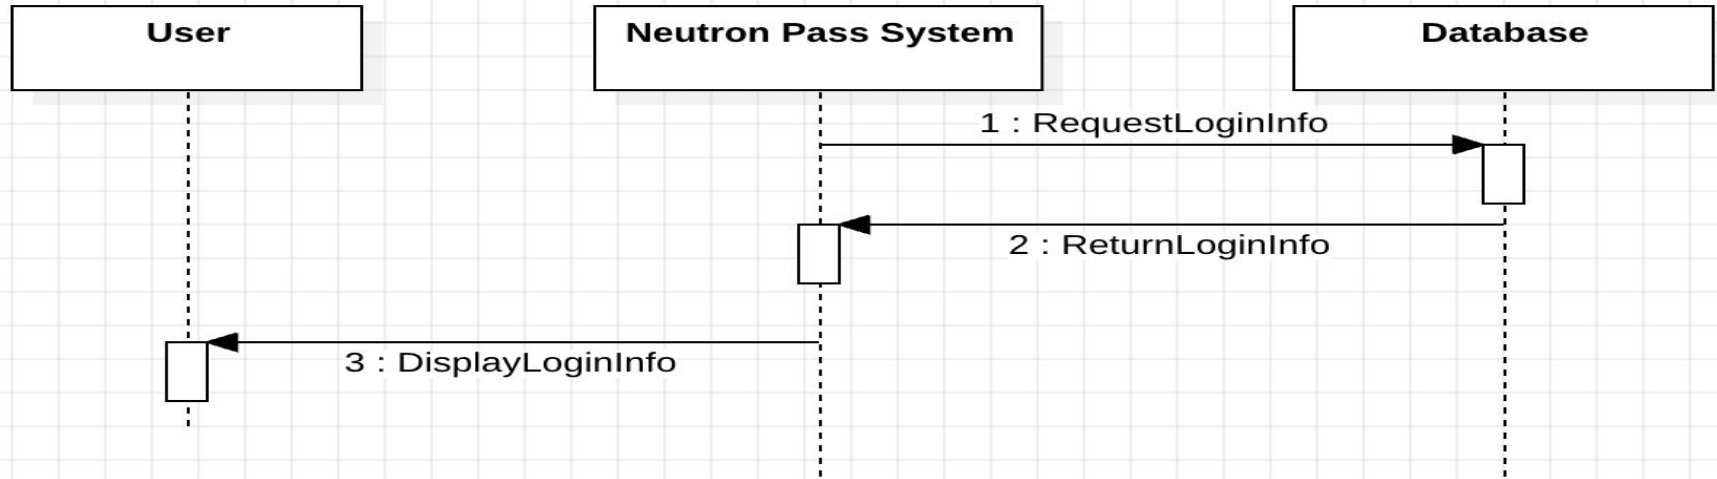 User
Neutron Pass System
Database
1 : RequestLoginInfo
2 : ReturnLoginInfo
3 : DisplayLoginInfo